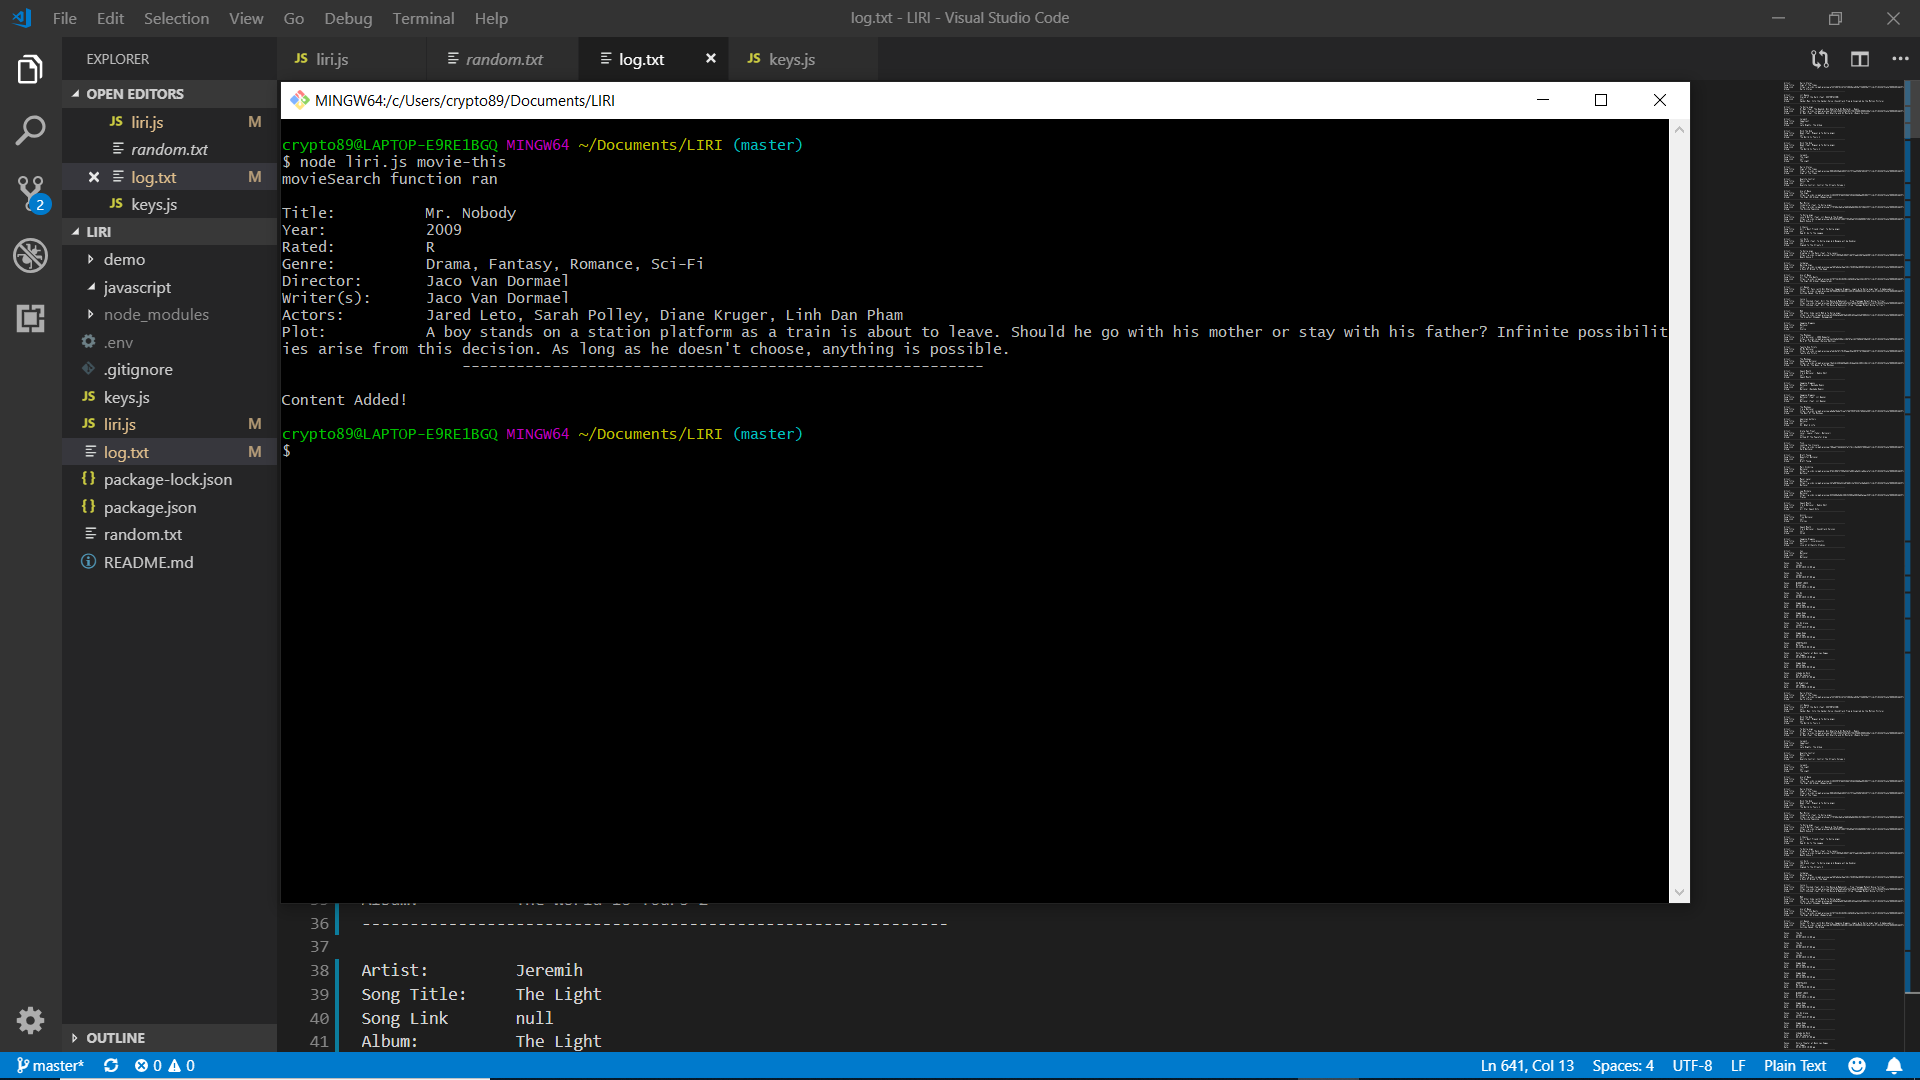 File Edit Selection View Go Debug Terminal Help
log.txt - LIRI - Visual Studio Code
EXPLORER
JS liri.js
random.txt
log.txt
JS keys.js
OPEN EDITORS
JS liri.js M
random.txt
log.txt M
JS keys.js
LIRI
demo
javascript
node_modules
.env
.gitignore
JS keys.js
JS liri.js M
log.txt M
{} package-lock.json
{} package.json
random.txt
README.md
OUTLINE
2
MINGW64:/c/Users/crypto89/Documents/LIRI
crypto89@LAPTOP-E9RE1BGQ MINGW64 ~/Documents/LIRI (master)
$ node liri.js movie-this
movieSearch function ran
Title: Mr. Nobody
Year: 2009
Rated: R
Genre: Drama, Fantasy, Romance, Sci-Fi
Director: Jaco Van Dormael
Writer(s): Jaco Van Dormael
Actors: Jared Leto, Sarah Polley, Diane Kruger, Linh Dan Pham
Plot: A boy stands on a station platform as a train is about to leave. Should he go with his mother or stay with his father? Infinite possibilit
ies arise from this decision. As long as he doesn't choose, anything is possible.
----------------------------------------------------------
Content Added!
crypto89@LAPTOP-E9RE1BGQ MINGW64 ~/Documents/LIRI (master)
$
36 -------------------------------------------------------------
37
38 Artist: Jeremih
39 Song Title: The Light
40 Song Link null
41 Album: The Light
master* 0 0
Ln 641, Col 13 Spaces: 4 UTF-8 LF Plain Text